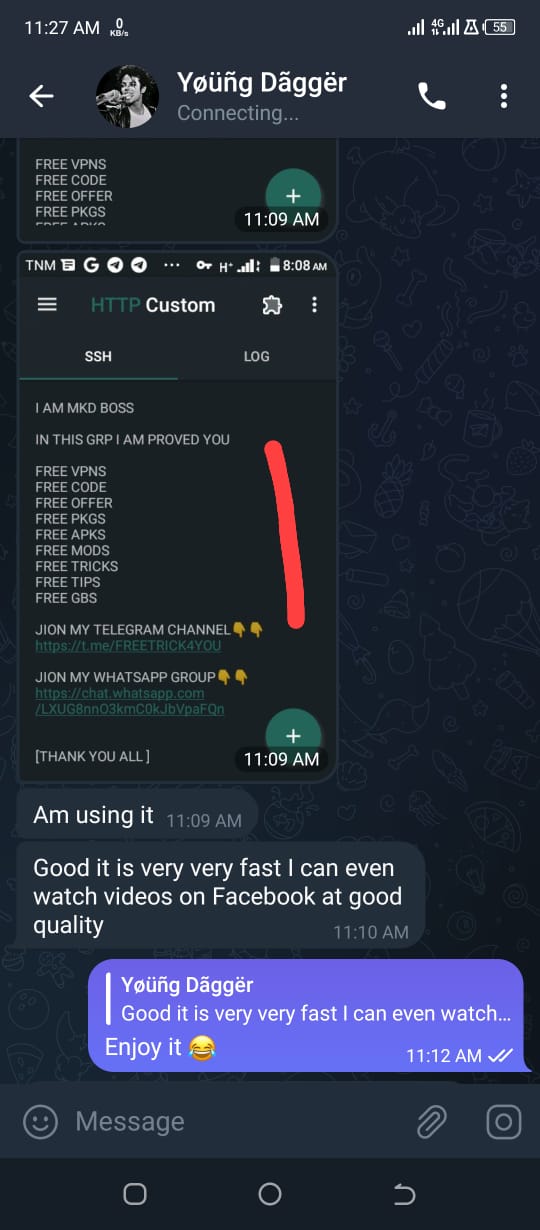 11:27 AM 0 KB/s 4G 55
Yøüñg Dãggër
Connecting...
FREE VPNS
FREE CODE
FREE OFFER
FREE PKGS
FREE APKS
11:09 AM
TNM G H+ 8:08 AM
HTTP Custom
SSH LOG
I AM MKD BOSS
IN THIS GRP I AM PROVED YOU
FREE VPNS
FREE CODE
FREE OFFER
FREE PKGS
FREE APKS
FREE MODS
FREE TRICKS
FREE TIPS
FREE GBS
JION MY TELEGRAM CHANNEL👇👇
https://t.me/FREETRICK4YOU
JION MY WHATSAPP GROUP👇👇
https://chat.whatsapp.com
/LXUG8nnO3kmC0kJbVpaFQn
[THANK YOU ALL ]
11:09 AM
Am using it 11:09 AM
Good it is very very fast I can even
watch videos on Facebook at good
quality 11:10 AM
Yøüñg Dãggër
Good it is very very fast I can even watch...
Enjoy it 😂 11:12 AM
Message